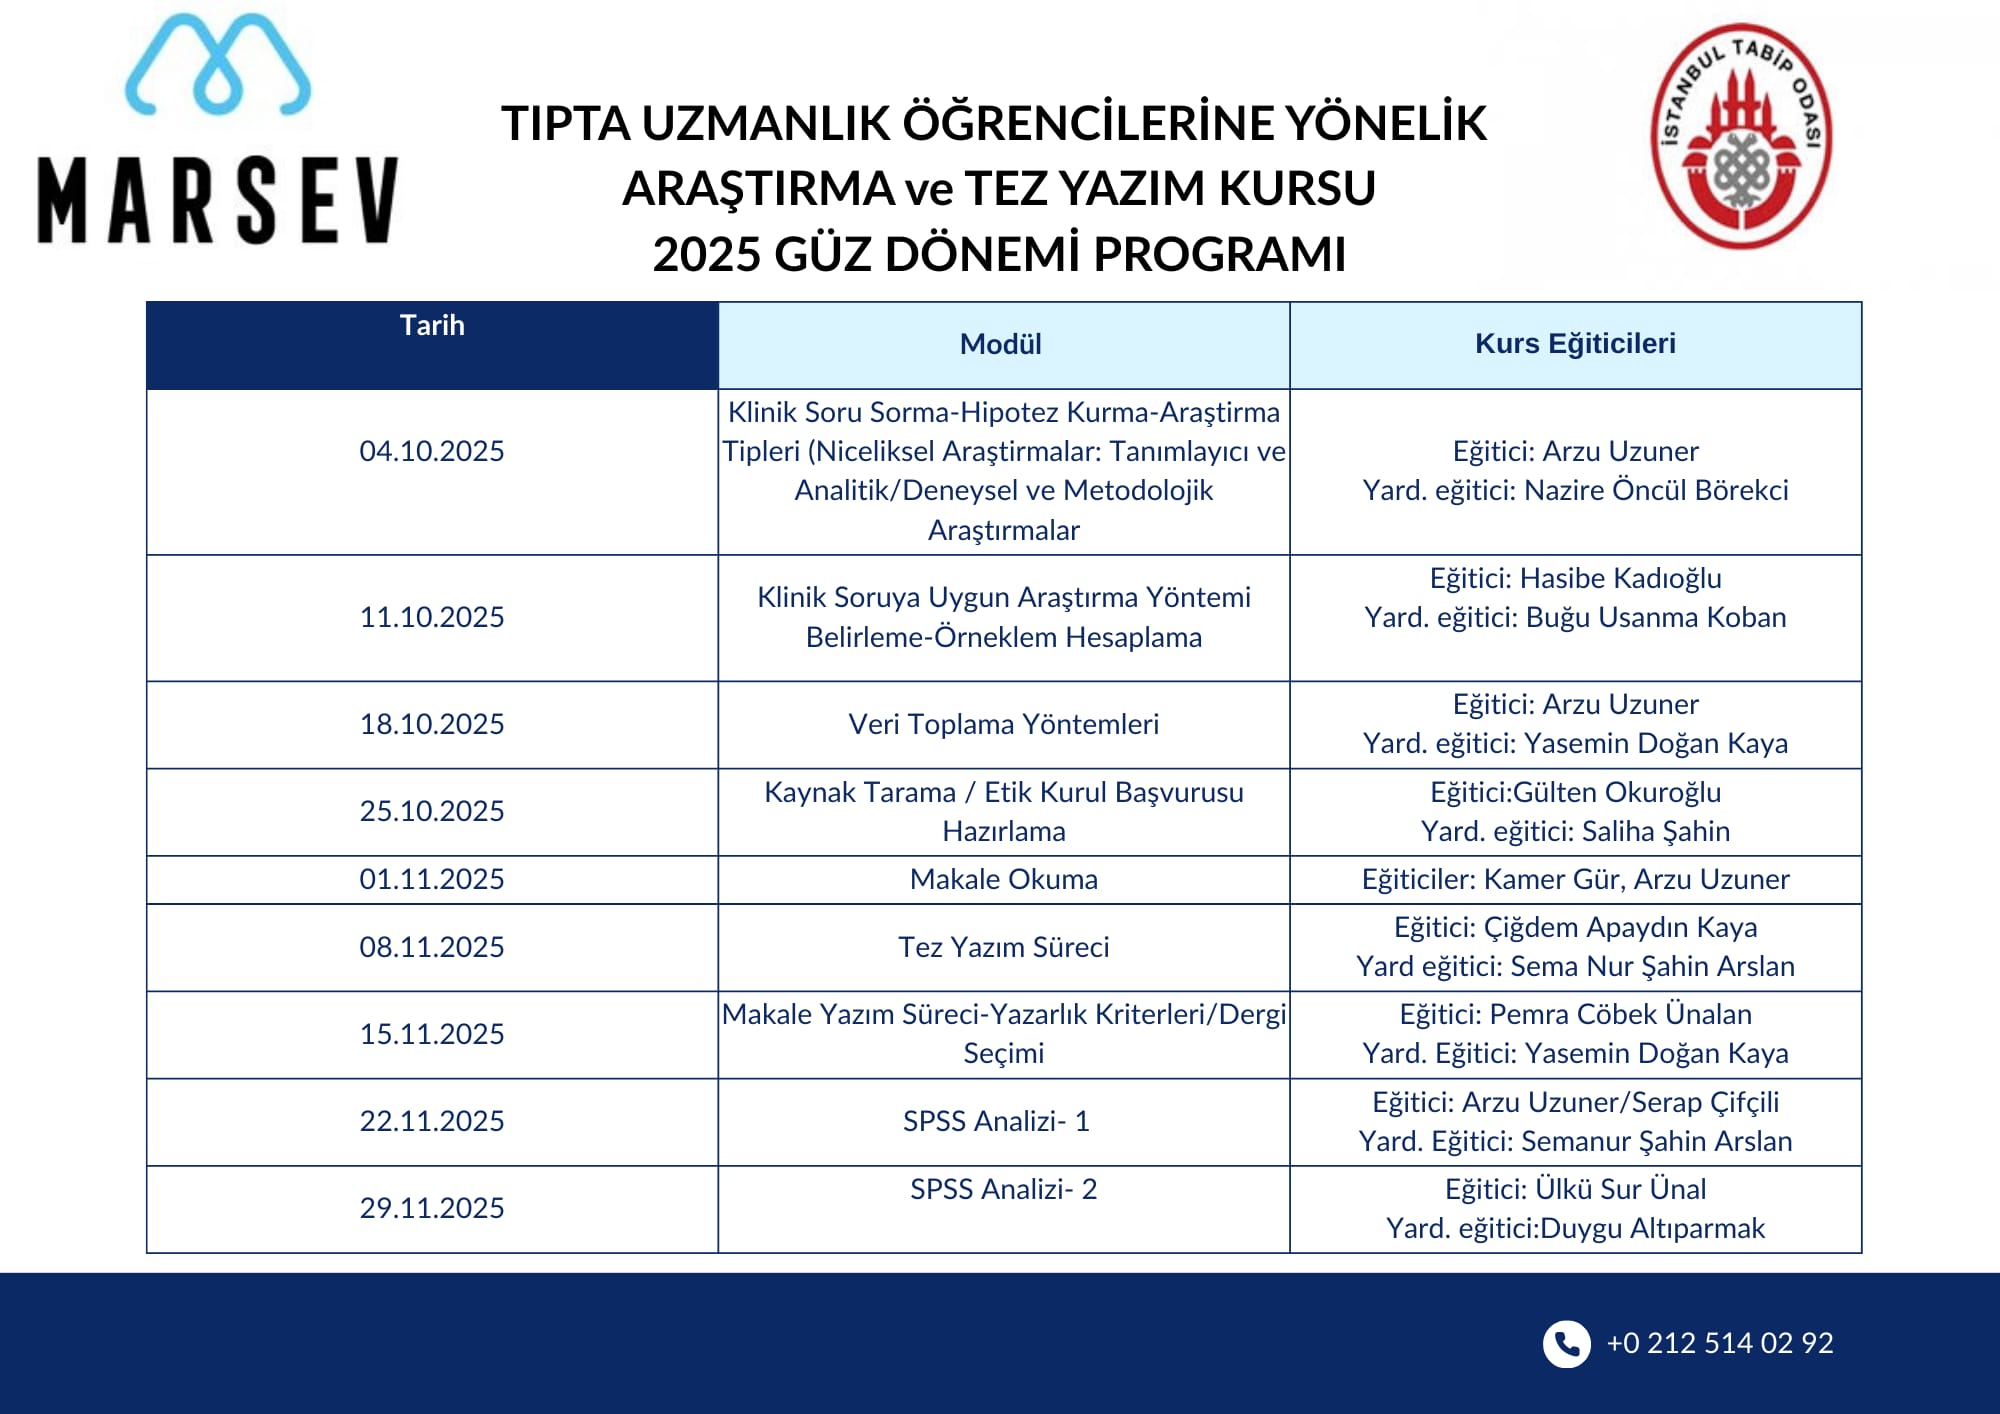 MARSEV
TIPTA UZMANLIK ÖĞRENCİLERİNE YÖNELİK
ARAŞTIRMA ve TEZ YAZIM KURSU
2025 GÜZ DÖNEMİ PROGRAMI
İSTANBUL TABİP ODASI
Tarih
Modül
Kurs Eğiticileri
04.10.2025
Klinik Soru Sorma-Hipotez Kurma-Araştirma
Tipleri (Niceliksel Araştirmalar: Tanımlayıcı ve
Analitik/Deneysel ve Metodolojik
Araştırmalar
Eğitici: Arzu Uzuner
Yard. eğitici: Nazire Öncül Börekci
11.10.2025
Klinik Soruya Uygun Araştırma Yöntemi
Belirleme-Örneklem Hesaplama
Eğitici: Hasibe Kadıoğlu
Yard. eğitici: Buğu Usanma Koban
18.10.2025
Veri Toplama Yöntemleri
Eğitici: Arzu Uzuner
Yard. eğitici: Yasemin Doğan Kaya
25.10.2025
Kaynak Tarama / Etik Kurul Başvurusu
Hazırlama
Eğitici:Gülten Okuroğlu
Yard. eğitici: Saliha Şahin
01.11.2025
Makale Okuma
Eğiticiler: Kamer Gür, Arzu Uzuner
08.11.2025
Tez Yazım Süreci
Eğitici: Çiğdem Apaydın Kaya
Yard eğitici: Sema Nur Şahin Arslan
15.11.2025
Makale Yazım Süreci-Yazarlık Kriterleri/Dergi
Seçimi
Eğitici: Pemra Cöbek Ünalan
Yard. Eğitici: Yasemin Doğan Kaya
22.11.2025
SPSS Analizi- 1
Eğitici: Arzu Uzuner/Serap Çifçili
Yard. Eğitici: Semanur Şahin Arslan
29.11.2025
SPSS Analizi- 2
Eğitici: Ülkü Sur Ünal
Yard. eğitici:Duygu Altıparmak
+0 212 514 02 92